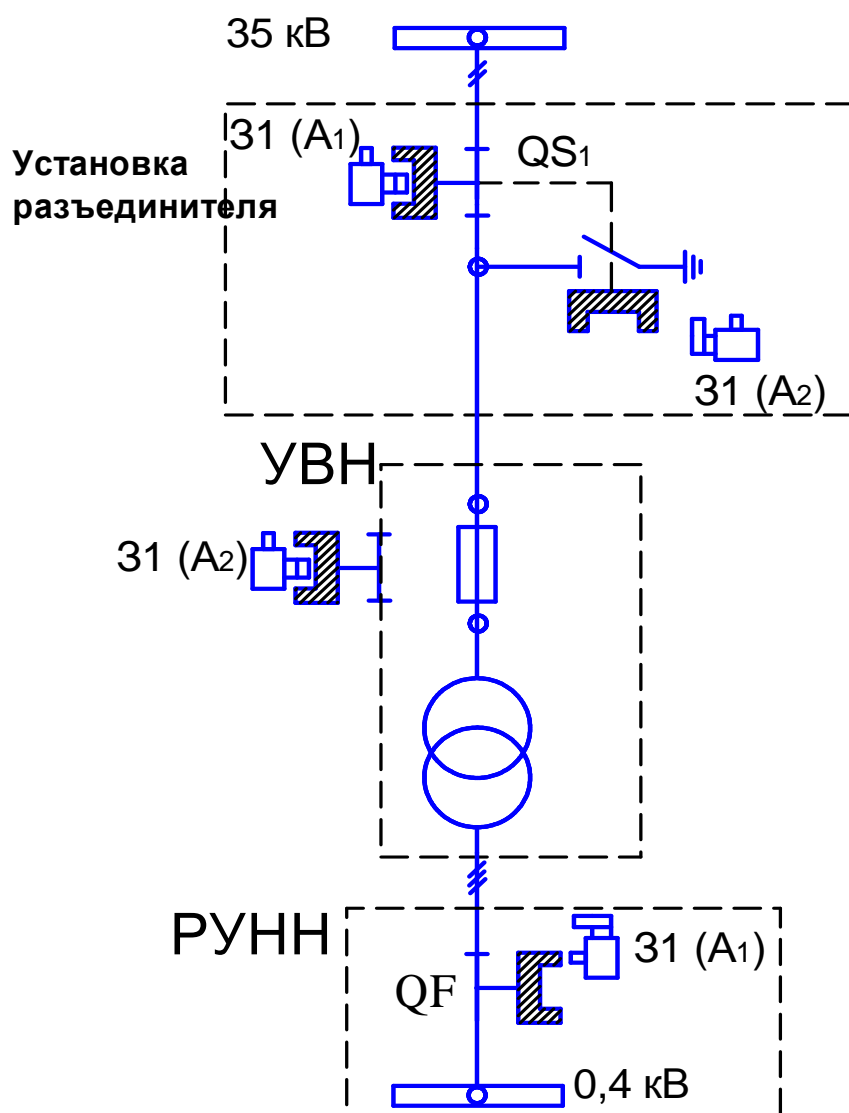 35 кВ
З1 (А1)
QS1
Установка
разъединителя
З1 (А2)
УВН
З1 (А2)
РУНН
З1 (А1)
QF
0,4 кВ